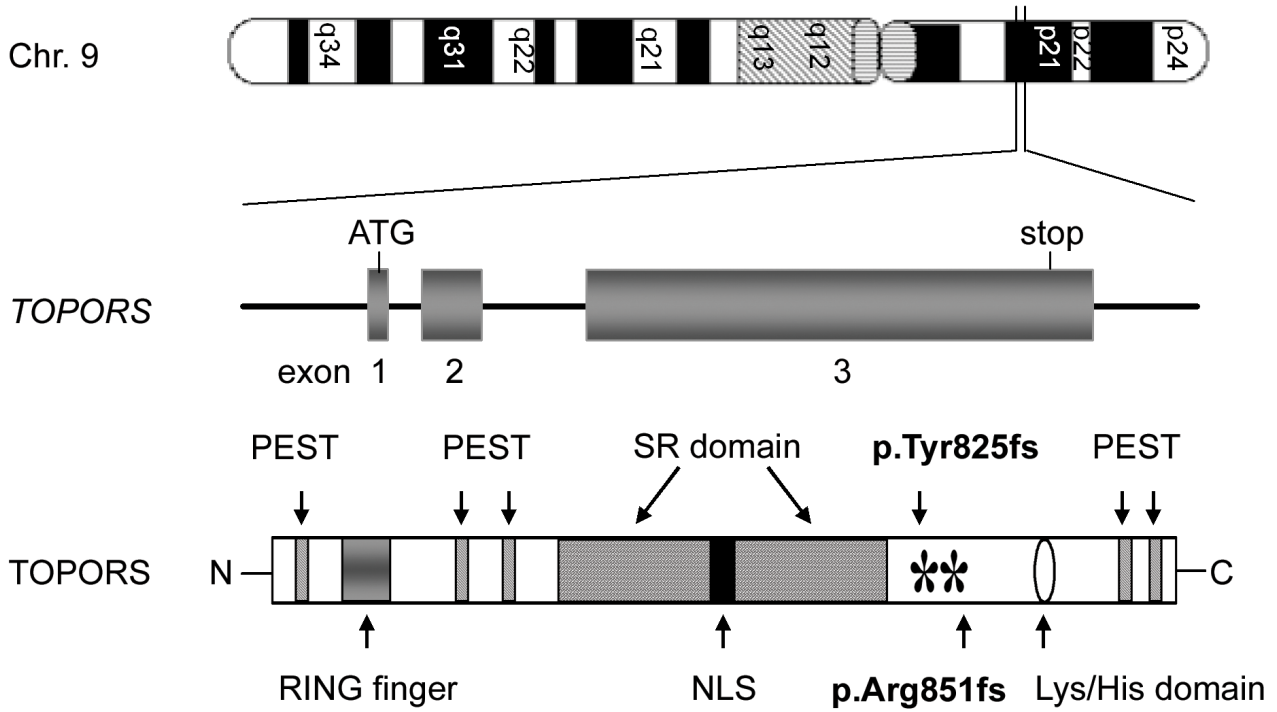 Chr. 9
q34 q31 q22 q21 q13 q12 p21 p22 p24
ATG stop
TOPORS
exon 1 2 3
PEST PEST SR domain p.Tyr825fs PEST
TOPORS N ** C
RING finger NLS p.Arg851fs Lys/His domain